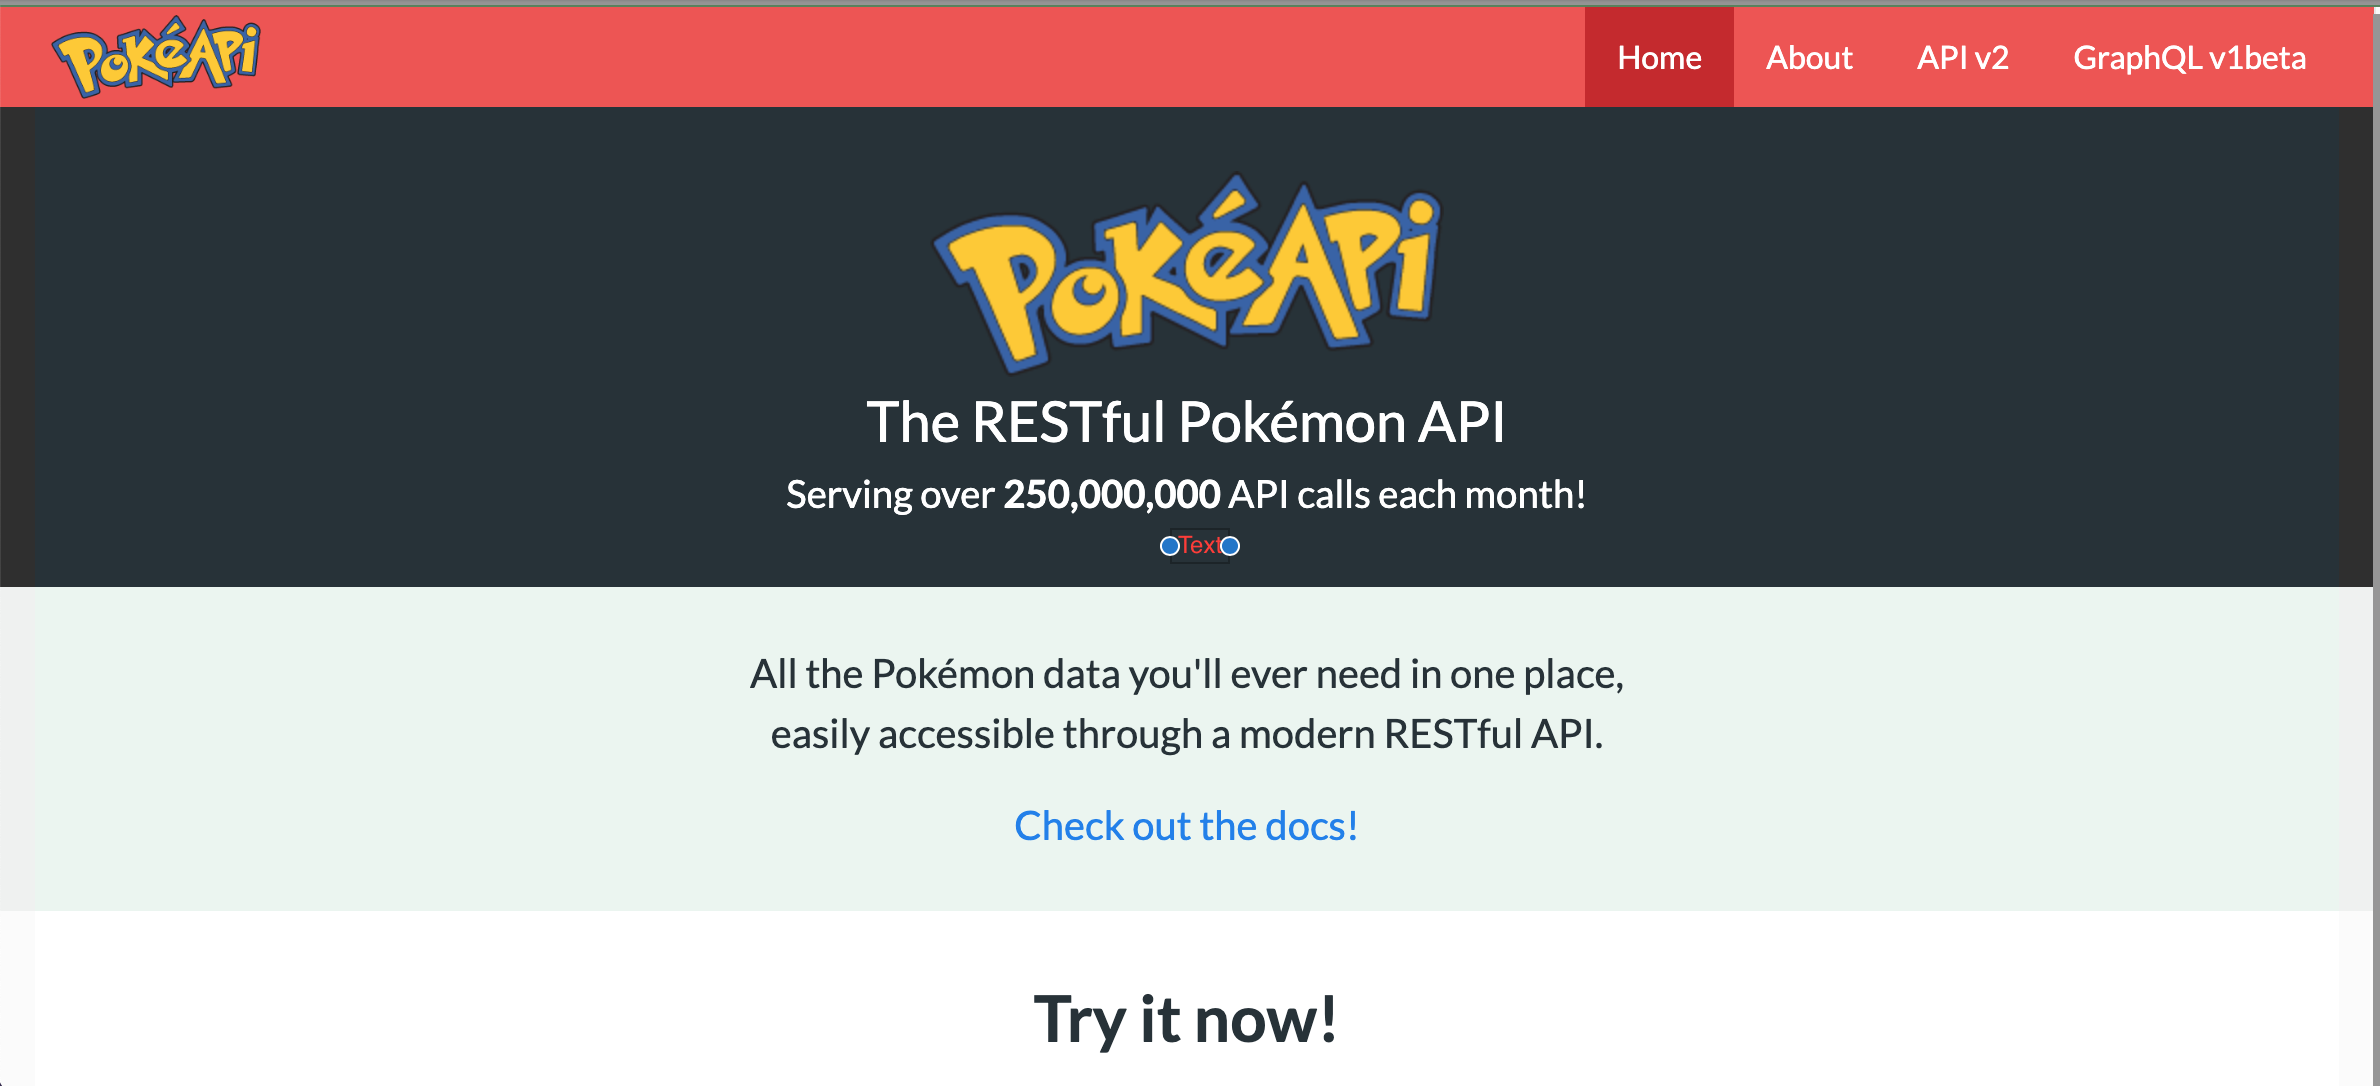 PokéApi
Home About API v2 GraphQL v1beta
PokéApi
The RESTful Pokémon API
Serving over 250,000,000 API calls each month!
Text
All the Pokémon data you'll ever need in one place,
easily accessible through a modern RESTful API.
Check out the docs!
Try it now!